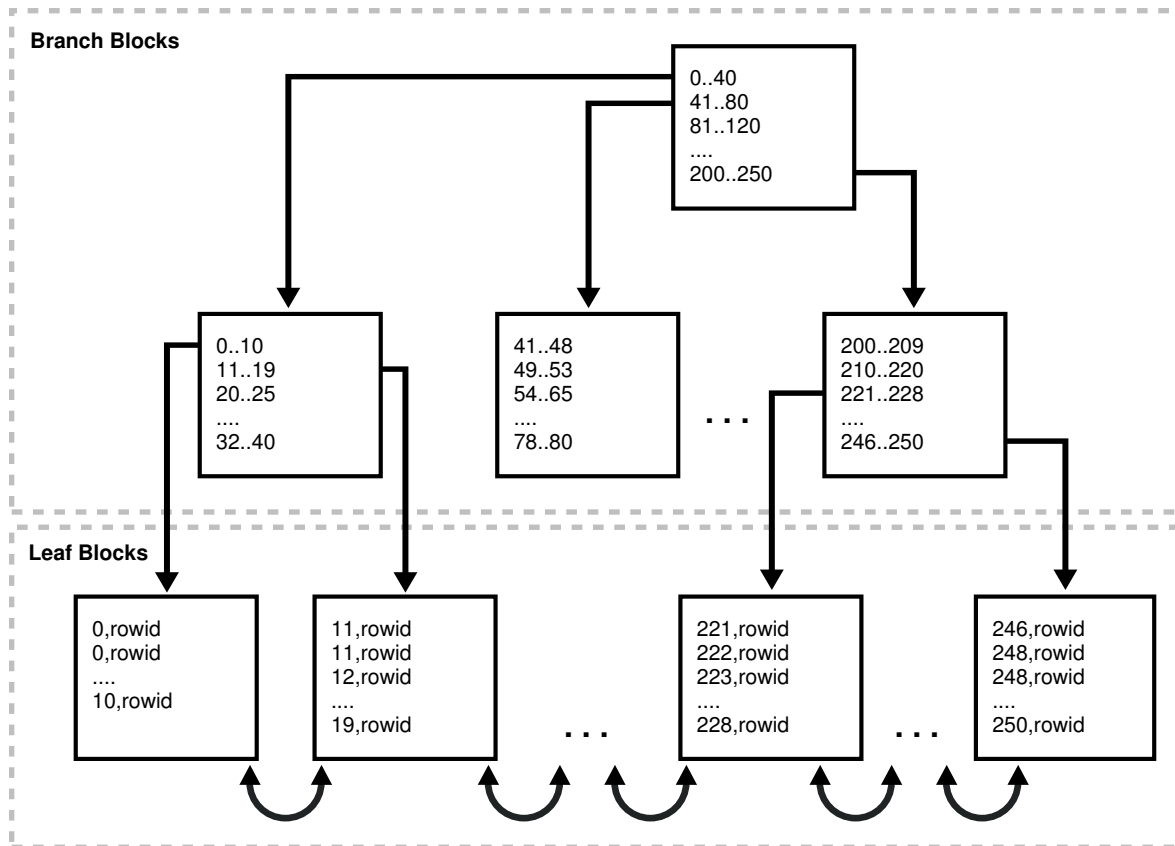 Branch Blocks
0..40
41..80
81..120
....
200..250
0..10
11..19
20..25
....
32..40
41..48
49..53
54..65
....
78..80
...
200..209
210..220
221..228
....
246..250
Leaf Blocks
0,rowid
0,rowid
....
10,rowid
11,rowid
11,rowid
12,rowid
....
19,rowid
...
221,rowid
222,rowid
223,rowid
....
228,rowid
...
246,rowid
248,rowid
248,rowid
....
250,rowid